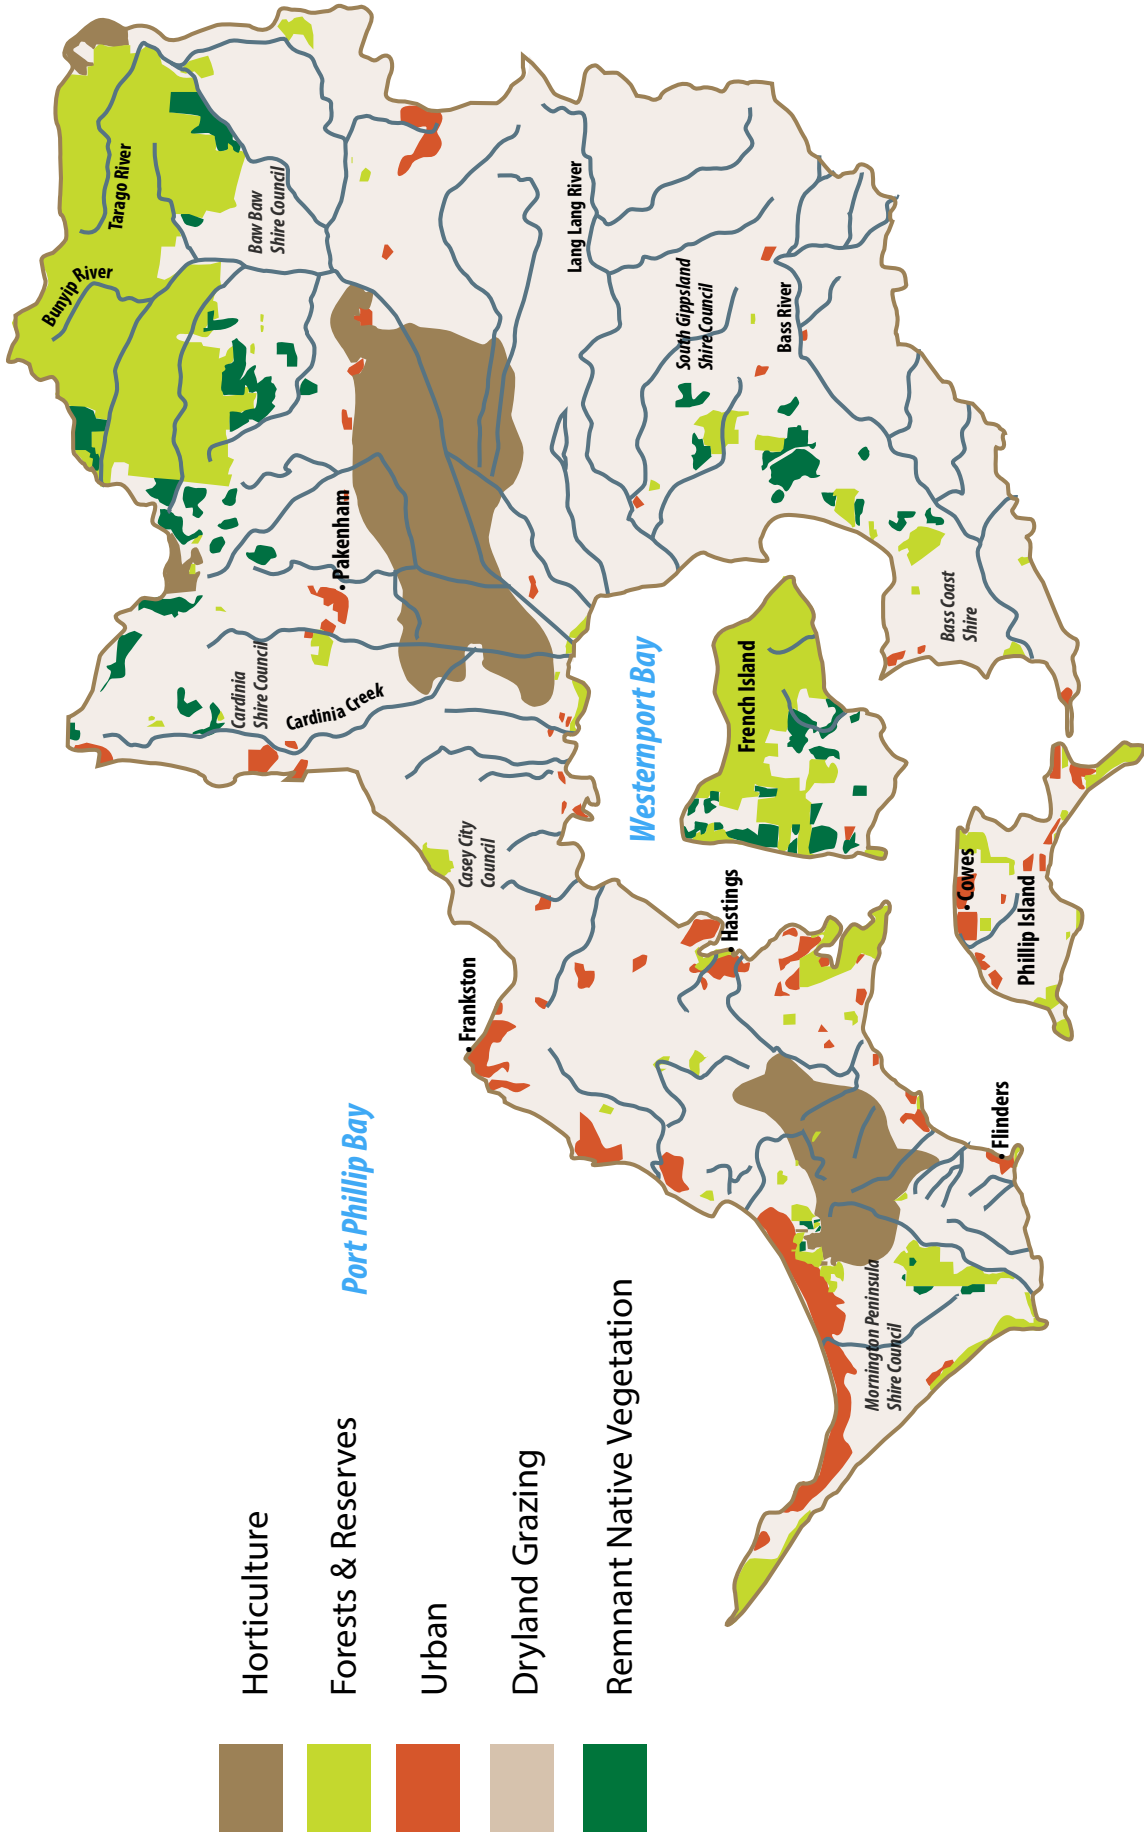 Bunyip River
Tarago River
Baw Baw
Shire Council
Lang Lang River
South Gippsland
Shire Council
Bass River
Pakenham
Cardinia
Shire Council
Cardinia Creek
Bass Coast
Shire
Westernport Bay
French Island
Casey City
Council
Hastings
Cowes
Phillip Island
Frankston
Flinders
Port Phillip Bay
Mornington Peninsula
Shire Council
Horticulture
Forests & Reserves
Urban
Dryland Grazing
Remnant Native Vegetation